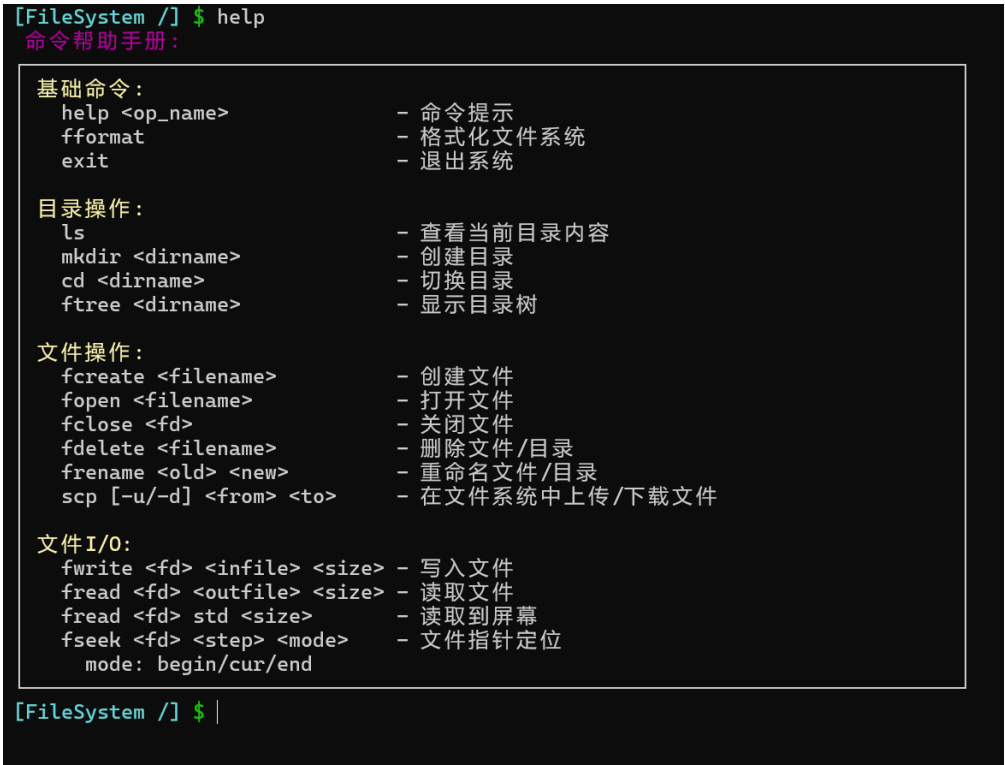 [FileSystem /] $ help
命令帮助手册:
基础命令:
help <op_name> - 命令提示
fformat - 格式化文件系统
exit - 退出系统
目录操作:
ls - 查看当前目录内容
mkdir <dirname> - 创建目录
cd <dirname> - 切换目录
ftree <dirname> - 显示目录树
文件操作:
fcreate <filename> - 创建文件
fopen <filename> - 打开文件
fclose <fd> - 关闭文件
fdelete <filename> - 删除文件/目录
frename <old> <new> - 重命名文件/目录
scp [-u/-d] <from> <to> - 在文件系统中上传/下载文件
文件I/O:
fwrite <fd> <infile> <size> - 写入文件
fread <fd> <outfile> <size> - 读取文件
fread <fd> std <size> - 读取到屏幕
fseek <fd> <step> <mode> - 文件指针定位
mode: begin/cur/end
[FileSystem /] $